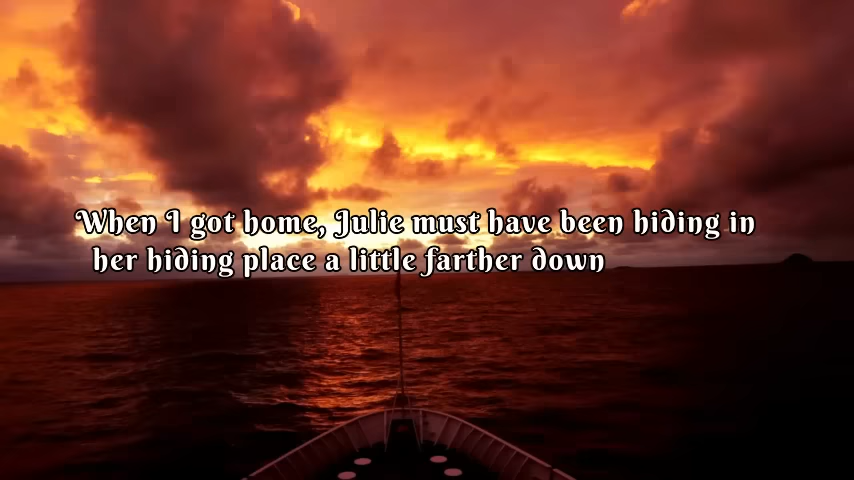 When I got home, Julie must have been hiding in
her hiding place a little farther down